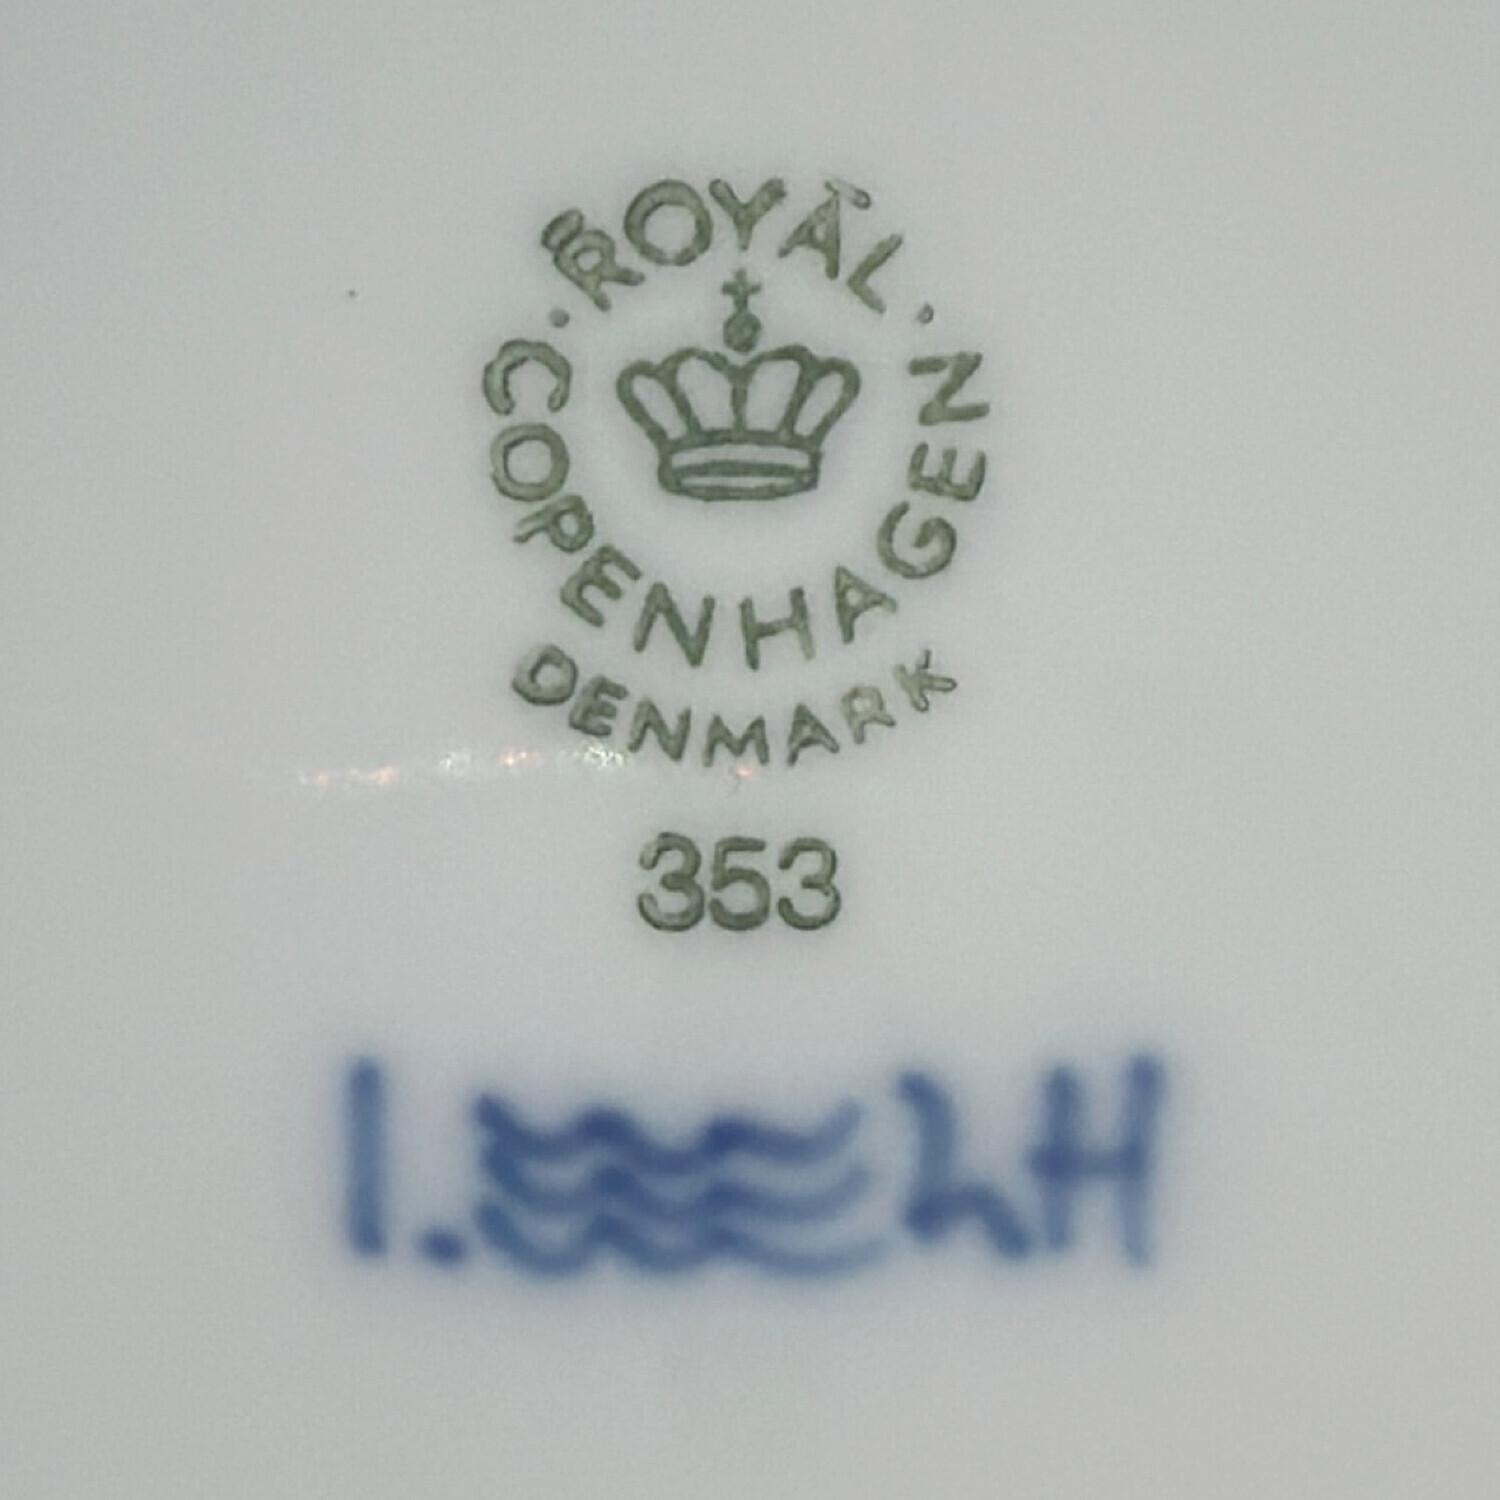 ROYAL
COPENHAGEN
DENMARK
353
1. LH